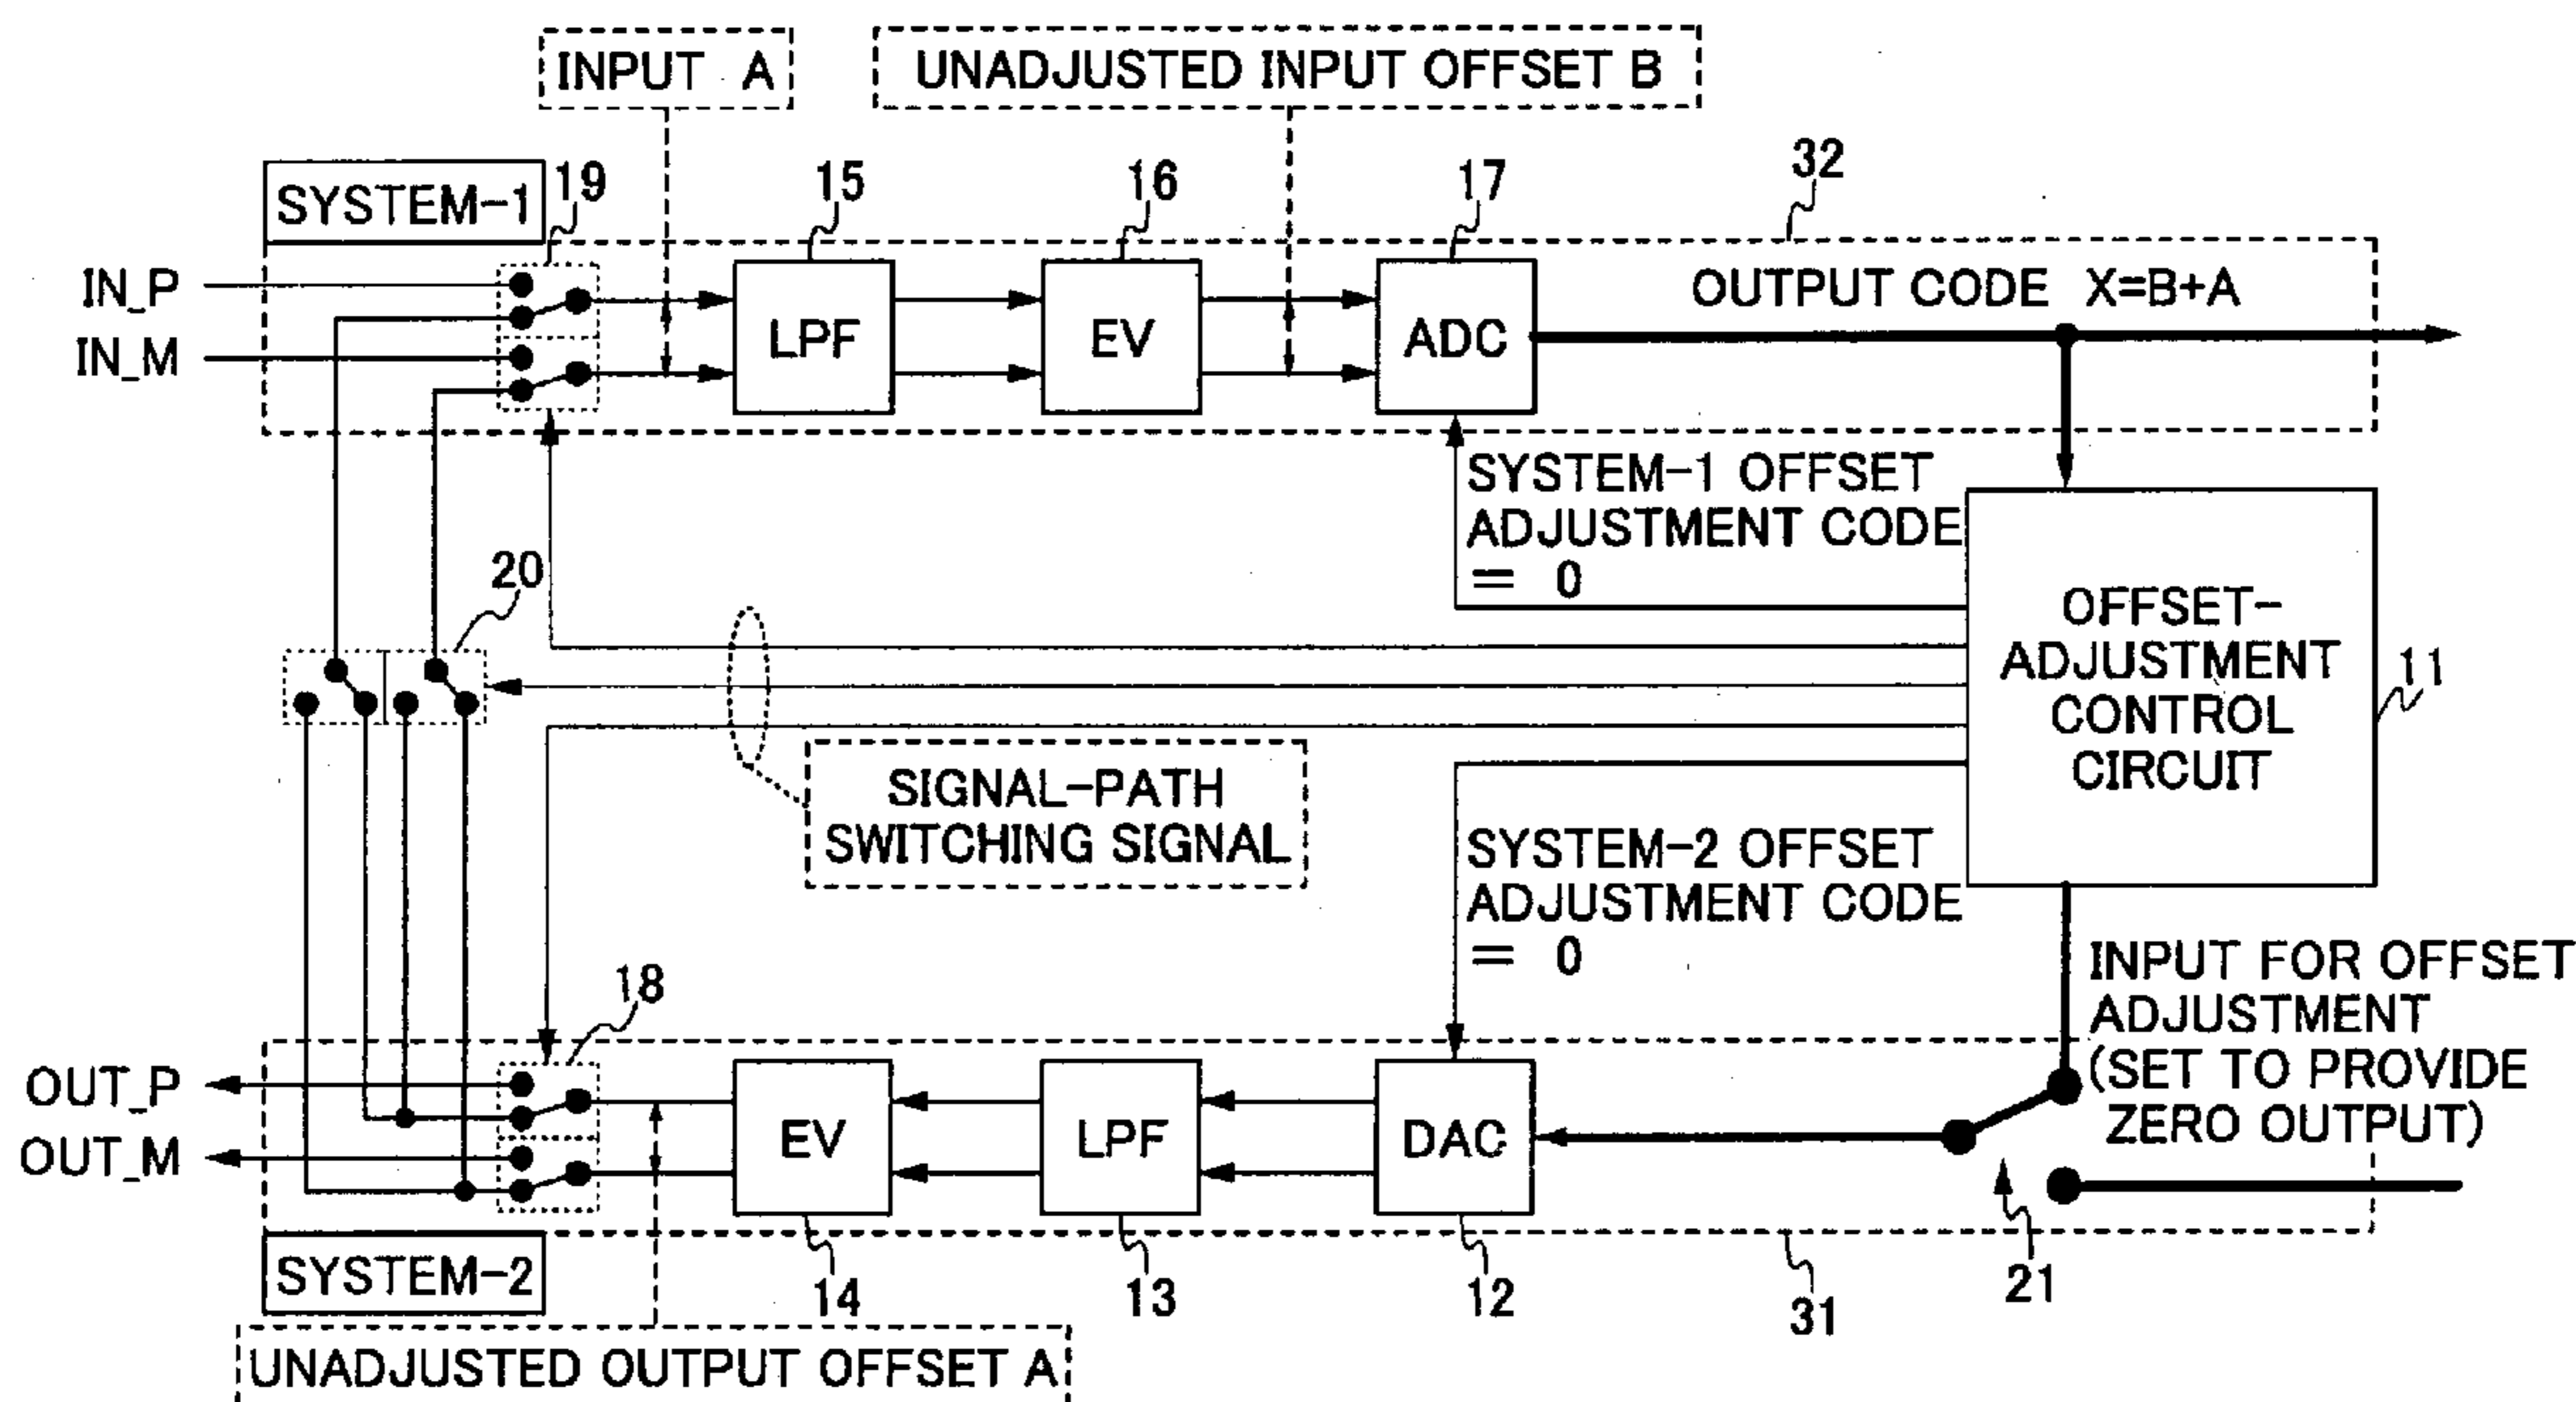 INPUT A
UNADJUSTED INPUT OFFSET B
SYSTEM-1
19
15
16
17
32
IN_P
IN_M
LPF
EV
ADC
OUTPUT CODE X=B+A
SYSTEM-1 OFFSET
ADJUSTMENT CODE
= 0
20
OFFSET-
ADJUSTMENT
CONTROL
CIRCUIT
11
SIGNAL-PATH
SWITCHING SIGNAL
SYSTEM-2 OFFSET
ADJUSTMENT CODE
= 0
18
INPUT FOR OFFSET
ADJUSTMENT
(SET TO PROVIDE
ZERO OUTPUT)
OUT_P
OUT_M
EV
LPF
DAC
SYSTEM-2
14
13
12
31
21
UNADJUSTED OUTPUT OFFSET A